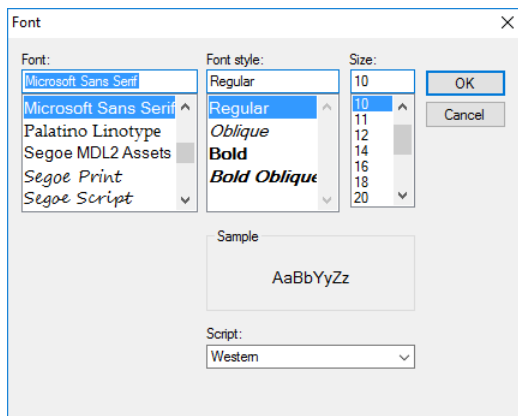 Font
Font:
Microsoft Sans Serif
Microsoft Sans Serif
Palatino Linotype
Segoe MDL2 Assets
Segoe Print
Segoe Script
Font style:
Regular
Regular
Oblique
Bold
Bold Oblique
Size:
10
10
11
12
14
16
18
20
OK
Cancel
Sample
AaBbYyZz
Script:
Western